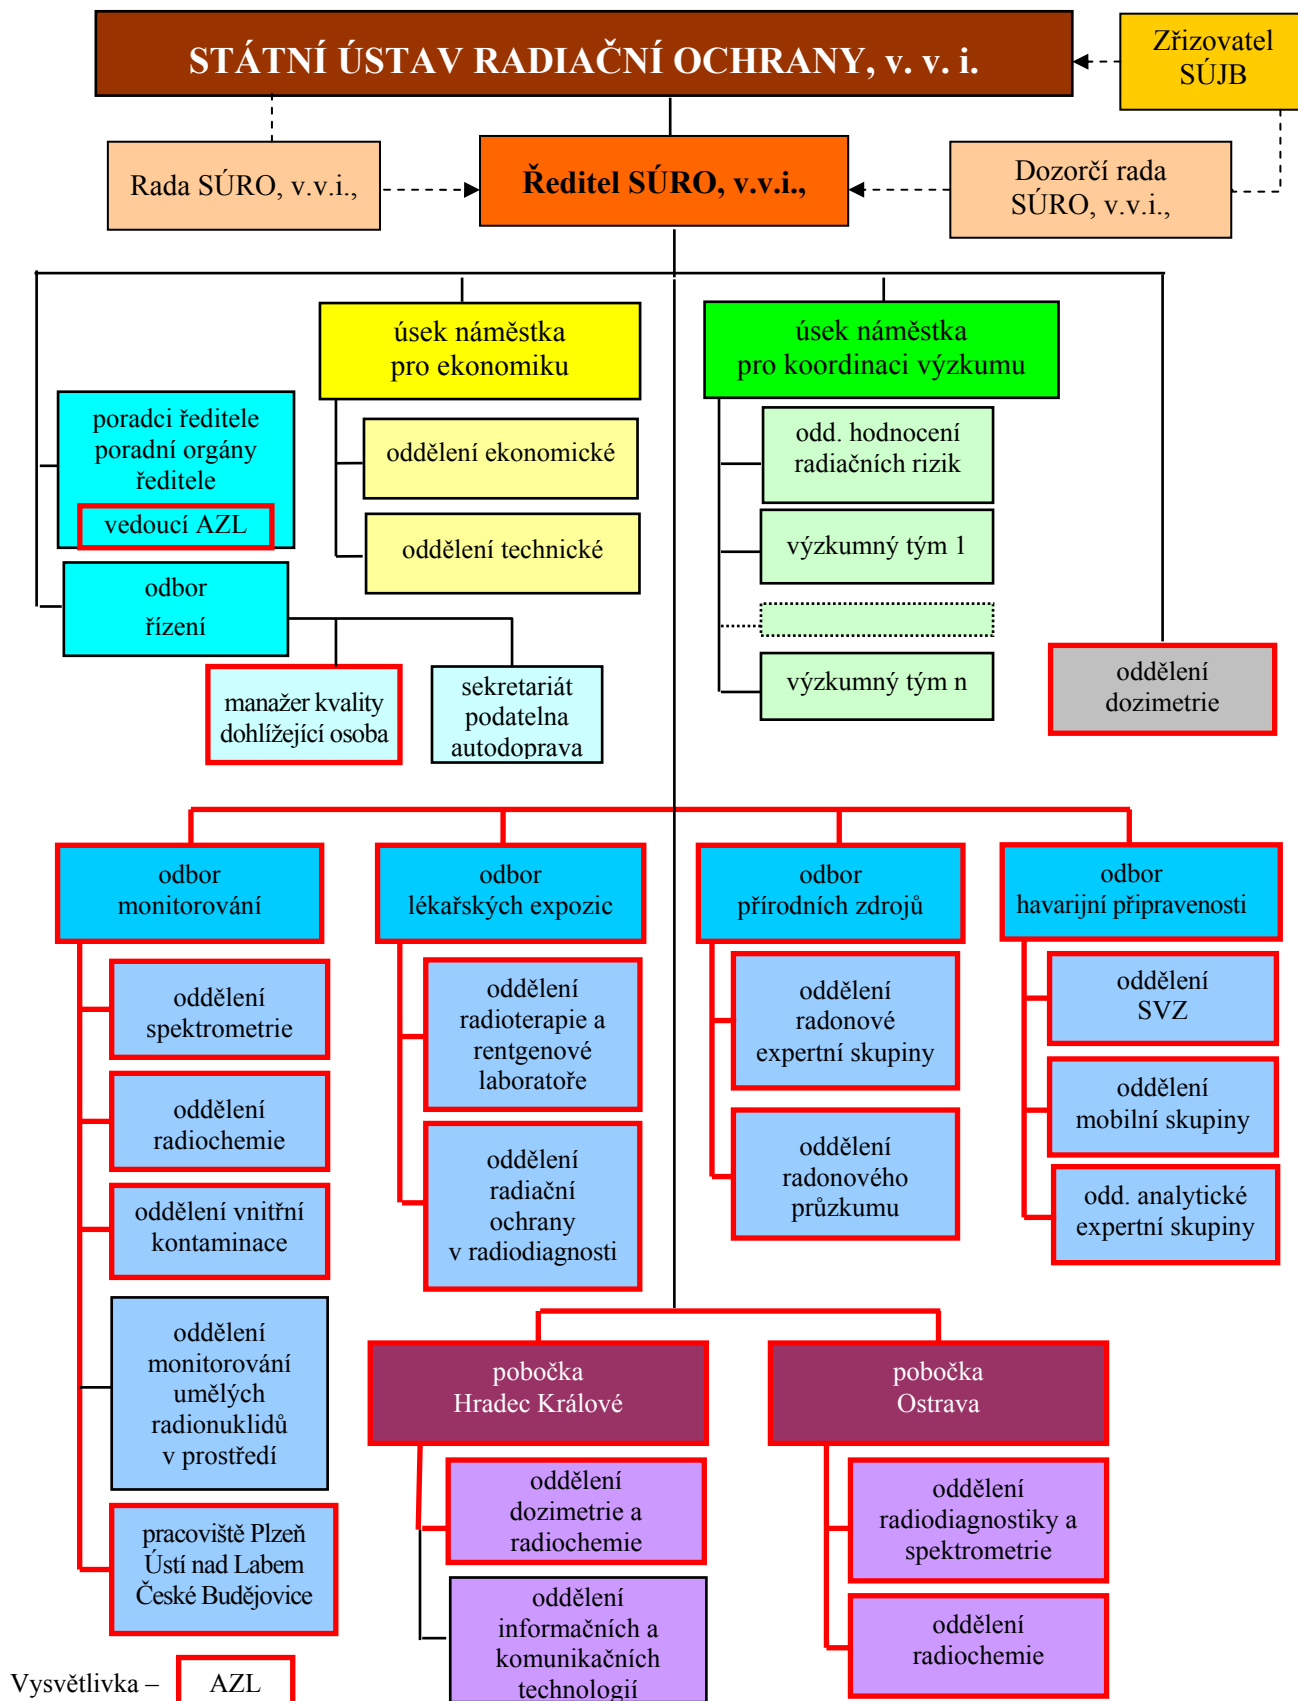 STÁTNÍ ÚSTAV RADIAČNÍ OCHRANY, v. v. i.
Zřizovatel
SÚJB
Rada SÚRO, v.v.i.,
Ředitel SÚRO, v.v.i.,
Dozorčí rada
SÚRO, v.v.i.,
úsek náměstka
pro ekonomiku
úsek náměstka
pro koordinaci výzkumu
poradci ředitele
poradní orgány
ředitele
vedoucí AZL
oddělení ekonomické
oddělení technické
odd. hodnocení
radiačních rizik
výzkumný tým 1
výzkumný tým n
odbor
řízení
manažer kvality
dohlížející osoba
sekretariát
podatelna
autodoprava
oddělení
dozimetrie
odbor
monitorování
odbor
lékařských expozic
odbor
přírodních zdrojů
odbor
havarijní připravenosti
oddělení
spektrometrie
oddělení
radiochemie
oddělení vnitřní
kontaminace
oddělení
monitorování
umělých
radionuklidů
v prostředí
pracoviště Plzeň
Ústí nad Labem
České Budějovice
oddělení
radioterapie a
rentgenové
laboratoře
oddělení
radiační
ochrany
v radiodiagnosti
oddělení
radonové
expertní skupiny
oddělení
radonového
průzkumu
oddělení
SVZ
oddělení
mobilní skupiny
odd. analytické
expertní skupiny
pobočka
Hradec Králové
pobočka
Ostrava
oddělení
dozimetrie a
radiochemie
oddělení
informačních a
komunikačních
technologií
oddělení
radiodiagnostiky a
spektrometrie
oddělení
radiochemie
Vysvětlivka – AZL